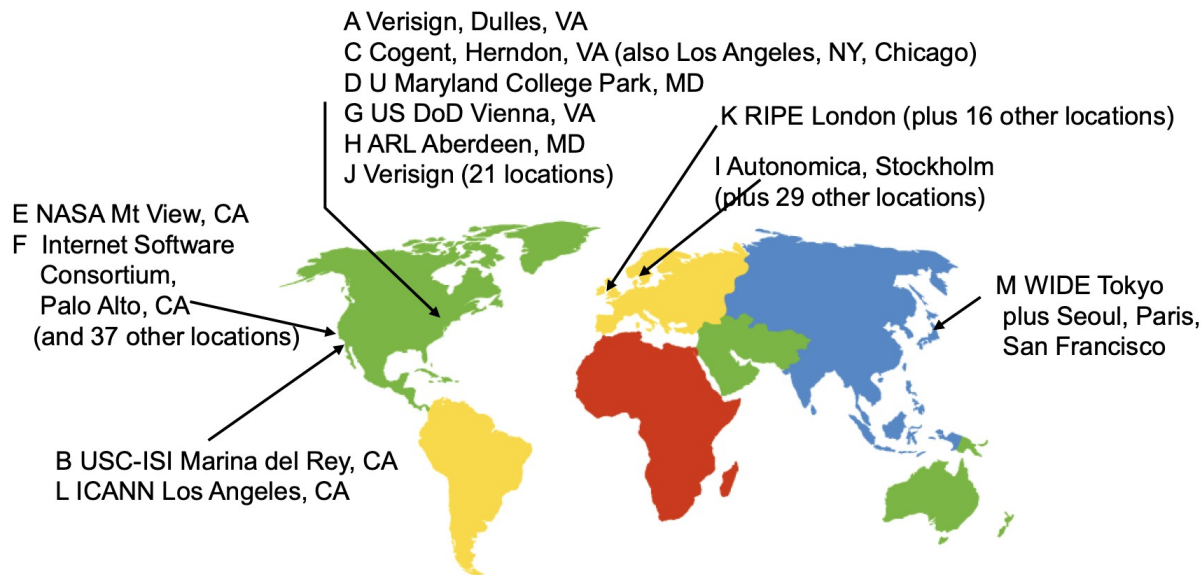 A Verisign, Dulles, VA
C Cogent, Herndon, VA (also Los Angeles, NY, Chicago)
D U Maryland College Park, MD
G US DoD Vienna, VA
H ARL Aberdeen, MD
J Verisign (21 locations)
K RIPE London (plus 16 other locations)
I Autonomica, Stockholm
(plus 29 other locations)
E NASA Mt View, CA
F Internet Software
Consortium,
Palo Alto, CA
(and 37 other locations)
M WIDE Tokyo
plus Seoul, Paris,
San Francisco
B USC-ISI Marina del Rey, CA
L ICANN Los Angeles, CA